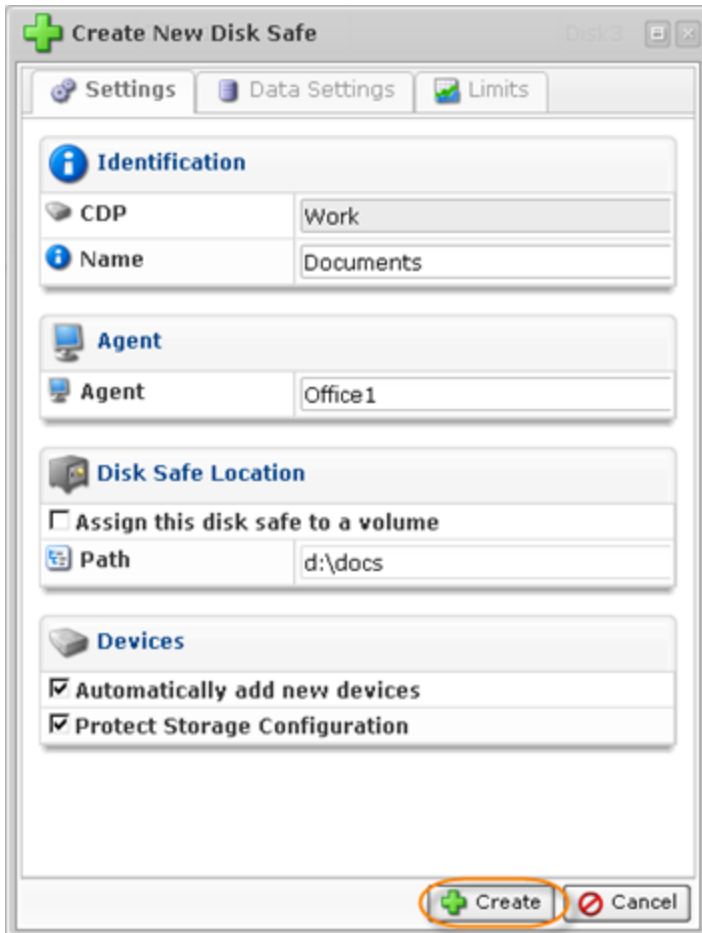 Create New Disk Safe Disk3
Settings Data Settings Limits
Identification
CDP Work
Name Documents
Agent
Agent Office1
Disk Safe Location
Assign this disk safe to a volume
Path d:\docs
Devices
Automatically add new devices
Protect Storage Configuration
Create Cancel